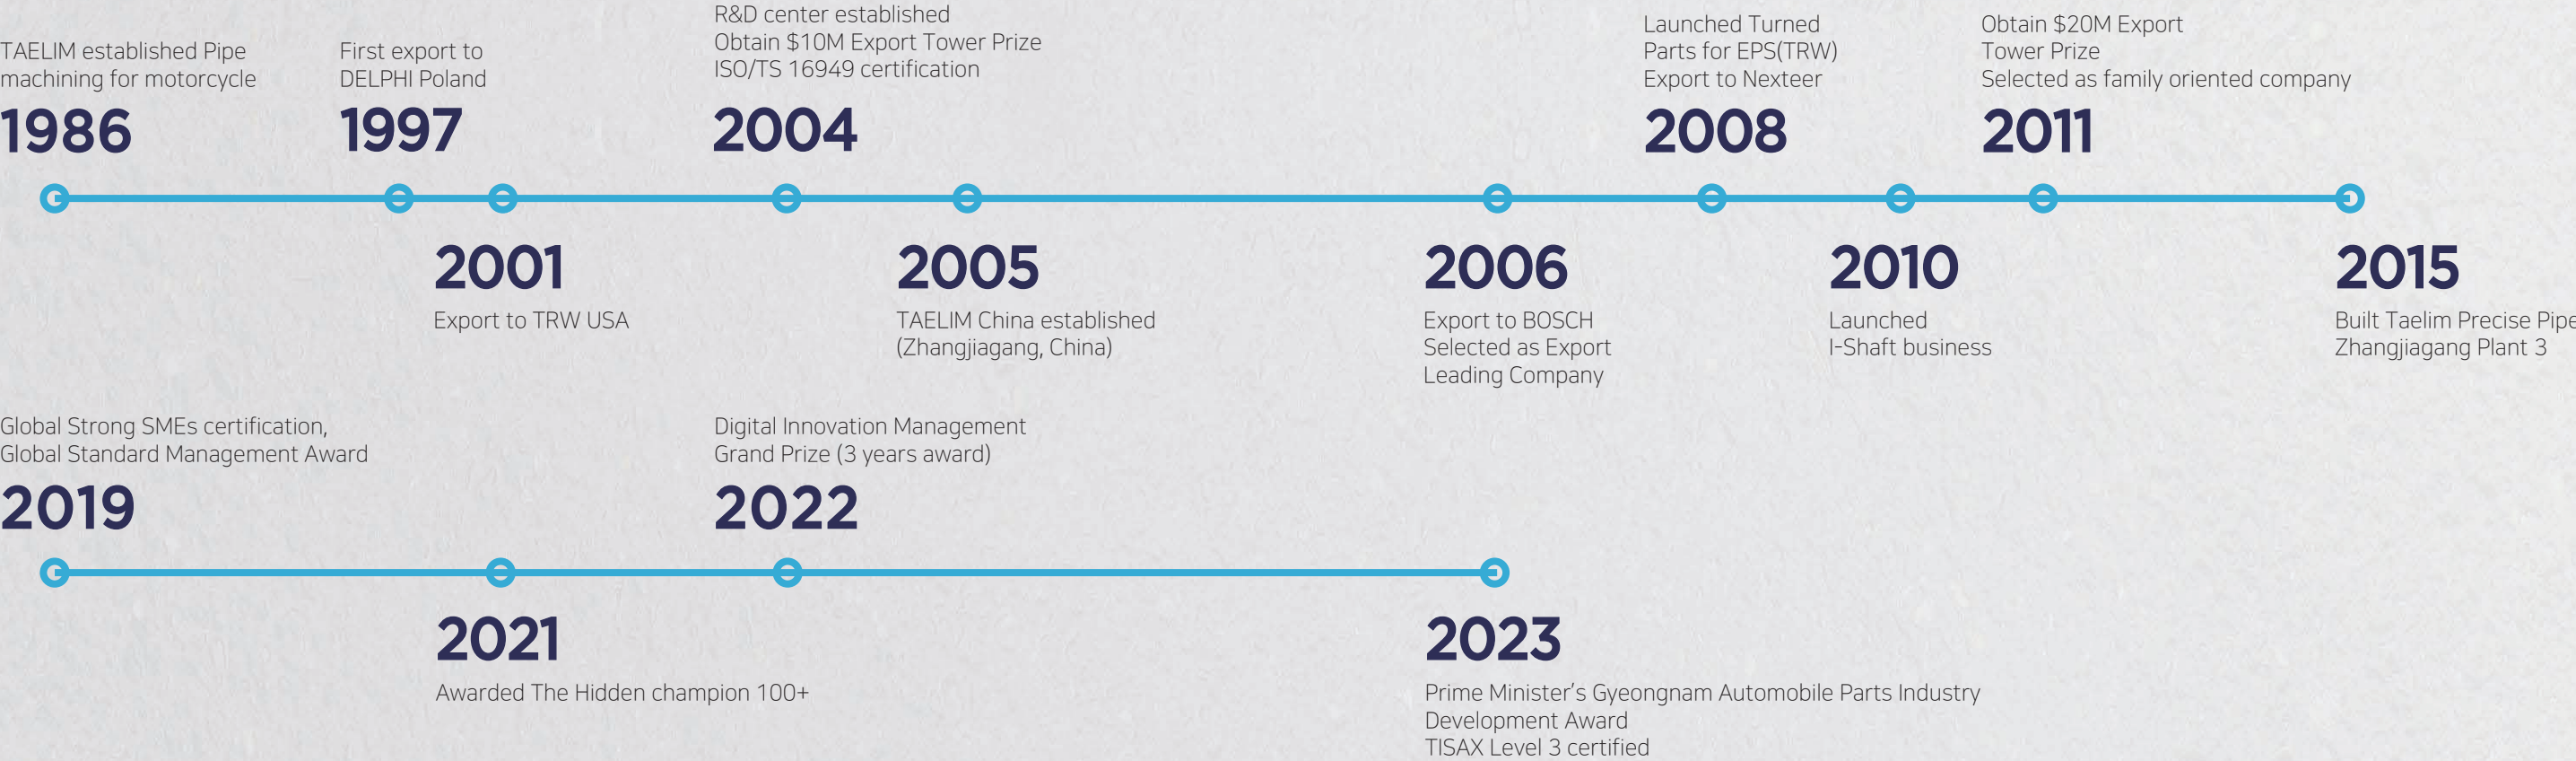 TAELIM established Pipe
machining for motorcycle
1986
First export to
DELPHI Poland
1997
2001
Export to TRW USA
R&D center established
Obtain $10M Export Tower Prize
ISO/TS 16949 certification
2004
2005
TAELIM China established
(Zhangjiagang, China)
2006
Export to BOSCH
Selected as Export
Leading Company
Launched Turned
Parts for EPS(TRW)
Export to Nexteer
2008
2010
Launched
I-Shaft business
Obtain $20M Export
Tower Prize
Selected as family oriented company
2011
2015
Built Taelim Precise Pipe
Zhangjiagang Plant 3
Global Strong SMEs certification,
Global Standard Management Award
2019
2021
Awarded The Hidden champion 100+
Digital Innovation Management
Grand Prize (3 years award)
2022
2023
Prime Minister’s Gyeongnam Automobile Parts Industry
Development Award
TISAX Level 3 certified